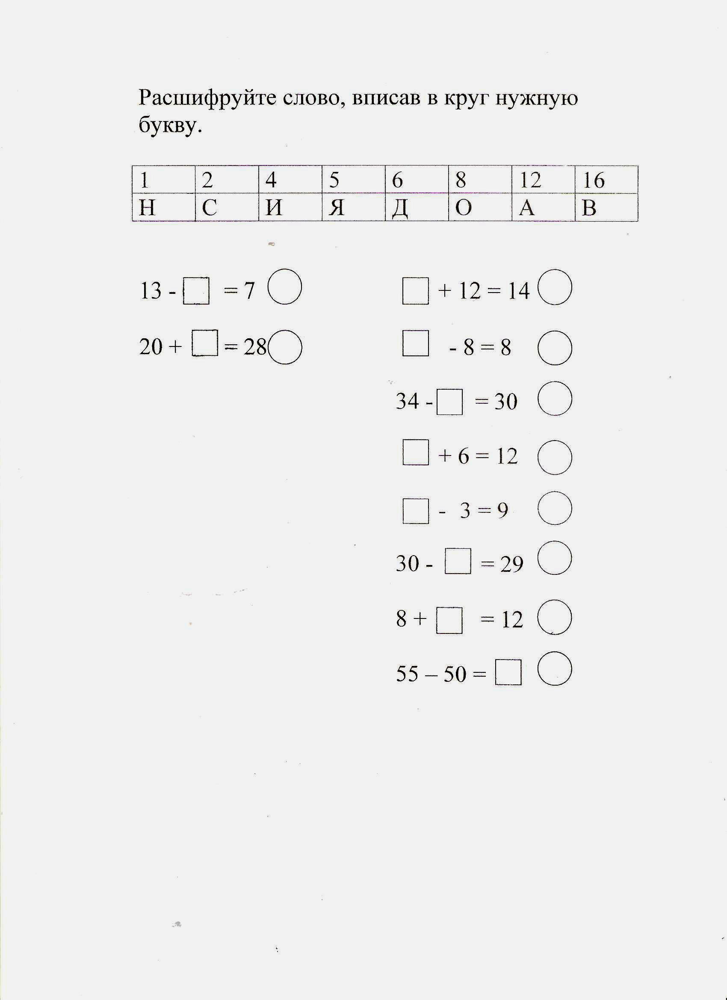 Расшифруйте слово, вписав в круг нужную
букву.
1 2 4 5 6 8 12 16
Н С И Я Д О А В
13 - = 7
20 + = 28
+ 12 = 14
- 8 = 8
34 - = 30
+ 6 = 12
- 3 = 9
30 - = 29
8 + = 12
55 – 50 =